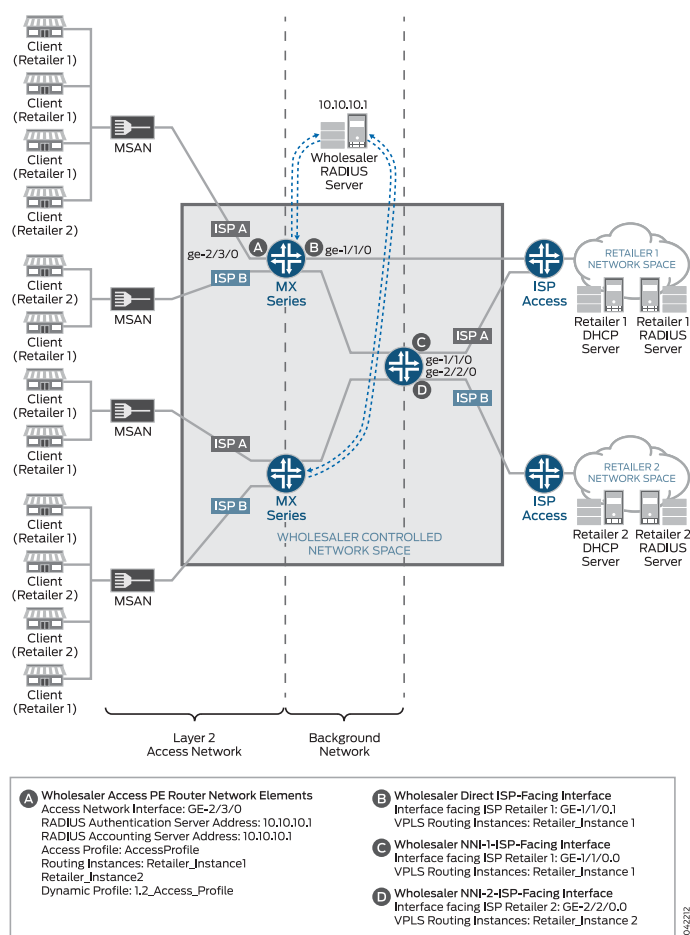 Client
(Retailer 1)
Client
(Retailer 1)
Client
(Retailer 1)
Client
(Retailer 2)
MSAN
10.10.10.1
Wholesaler
RADIUS
Server
ISP A
ge-2/3/0
A
B
ge-1/1/0
ISP B
MX
Series
Client
(Retailer 2)
Client
(Retailer 1)
MSAN
ISP
Access
RETAILER 1
NETWORK SPACE
Retailer 1
DHCP
Server
Retailer 1
RADIUS
Server
C
ISP A
ge-1/1/0
ge-2/2/0
D
ISP B
Client
(Retailer 1)
Client
(Retailer 1)
MSAN
ISP A
ISP B
MX
Series
WHOLESALER CONTROLLED
NETWORK SPACE
ISP
Access
RETAILER 2
NETWORK SPACE
Retailer 2
DHCP
Server
Retailer 2
RADIUS
Server
Client
(Retailer 1)
Client
(Retailer 2)
Client
(Retailer 2)
Client
(Retailer 1)
MSAN
Layer 2
Access Network
Background
Network
A Wholesaler Access PE Router Network Elements
Access Network Interface: GE-2/3/0
RADIUS Authentication Server Address: 10.10.10.1
RADIUS Accounting Server Address: 10.10.10.1
Access Profile: AccessProfile
Routing Instances: Retailer_Instance1
Retailer_Instance2
Dynamic Profile: 1.2_Access_Profile
B Wholesaler Direct ISP-Facing Interface
Interface facing ISP Retailer 1: GE-1/1/0.1
VPLS Routing Instances: Retailer_Instance 1
C Wholesaler NNI-1-ISP-Facing Interface
Interface facing ISP Retailer 1: GE-1/1/0.0
VPLS Routing Instances: Retailer_Instance 1
D Wholesaler NNI-2-ISP-Facing Interface
Interface facing ISP Retailer 2: GE-2/2/0.0
VPLS Routing Instances: Retailer_Instance 2
042212